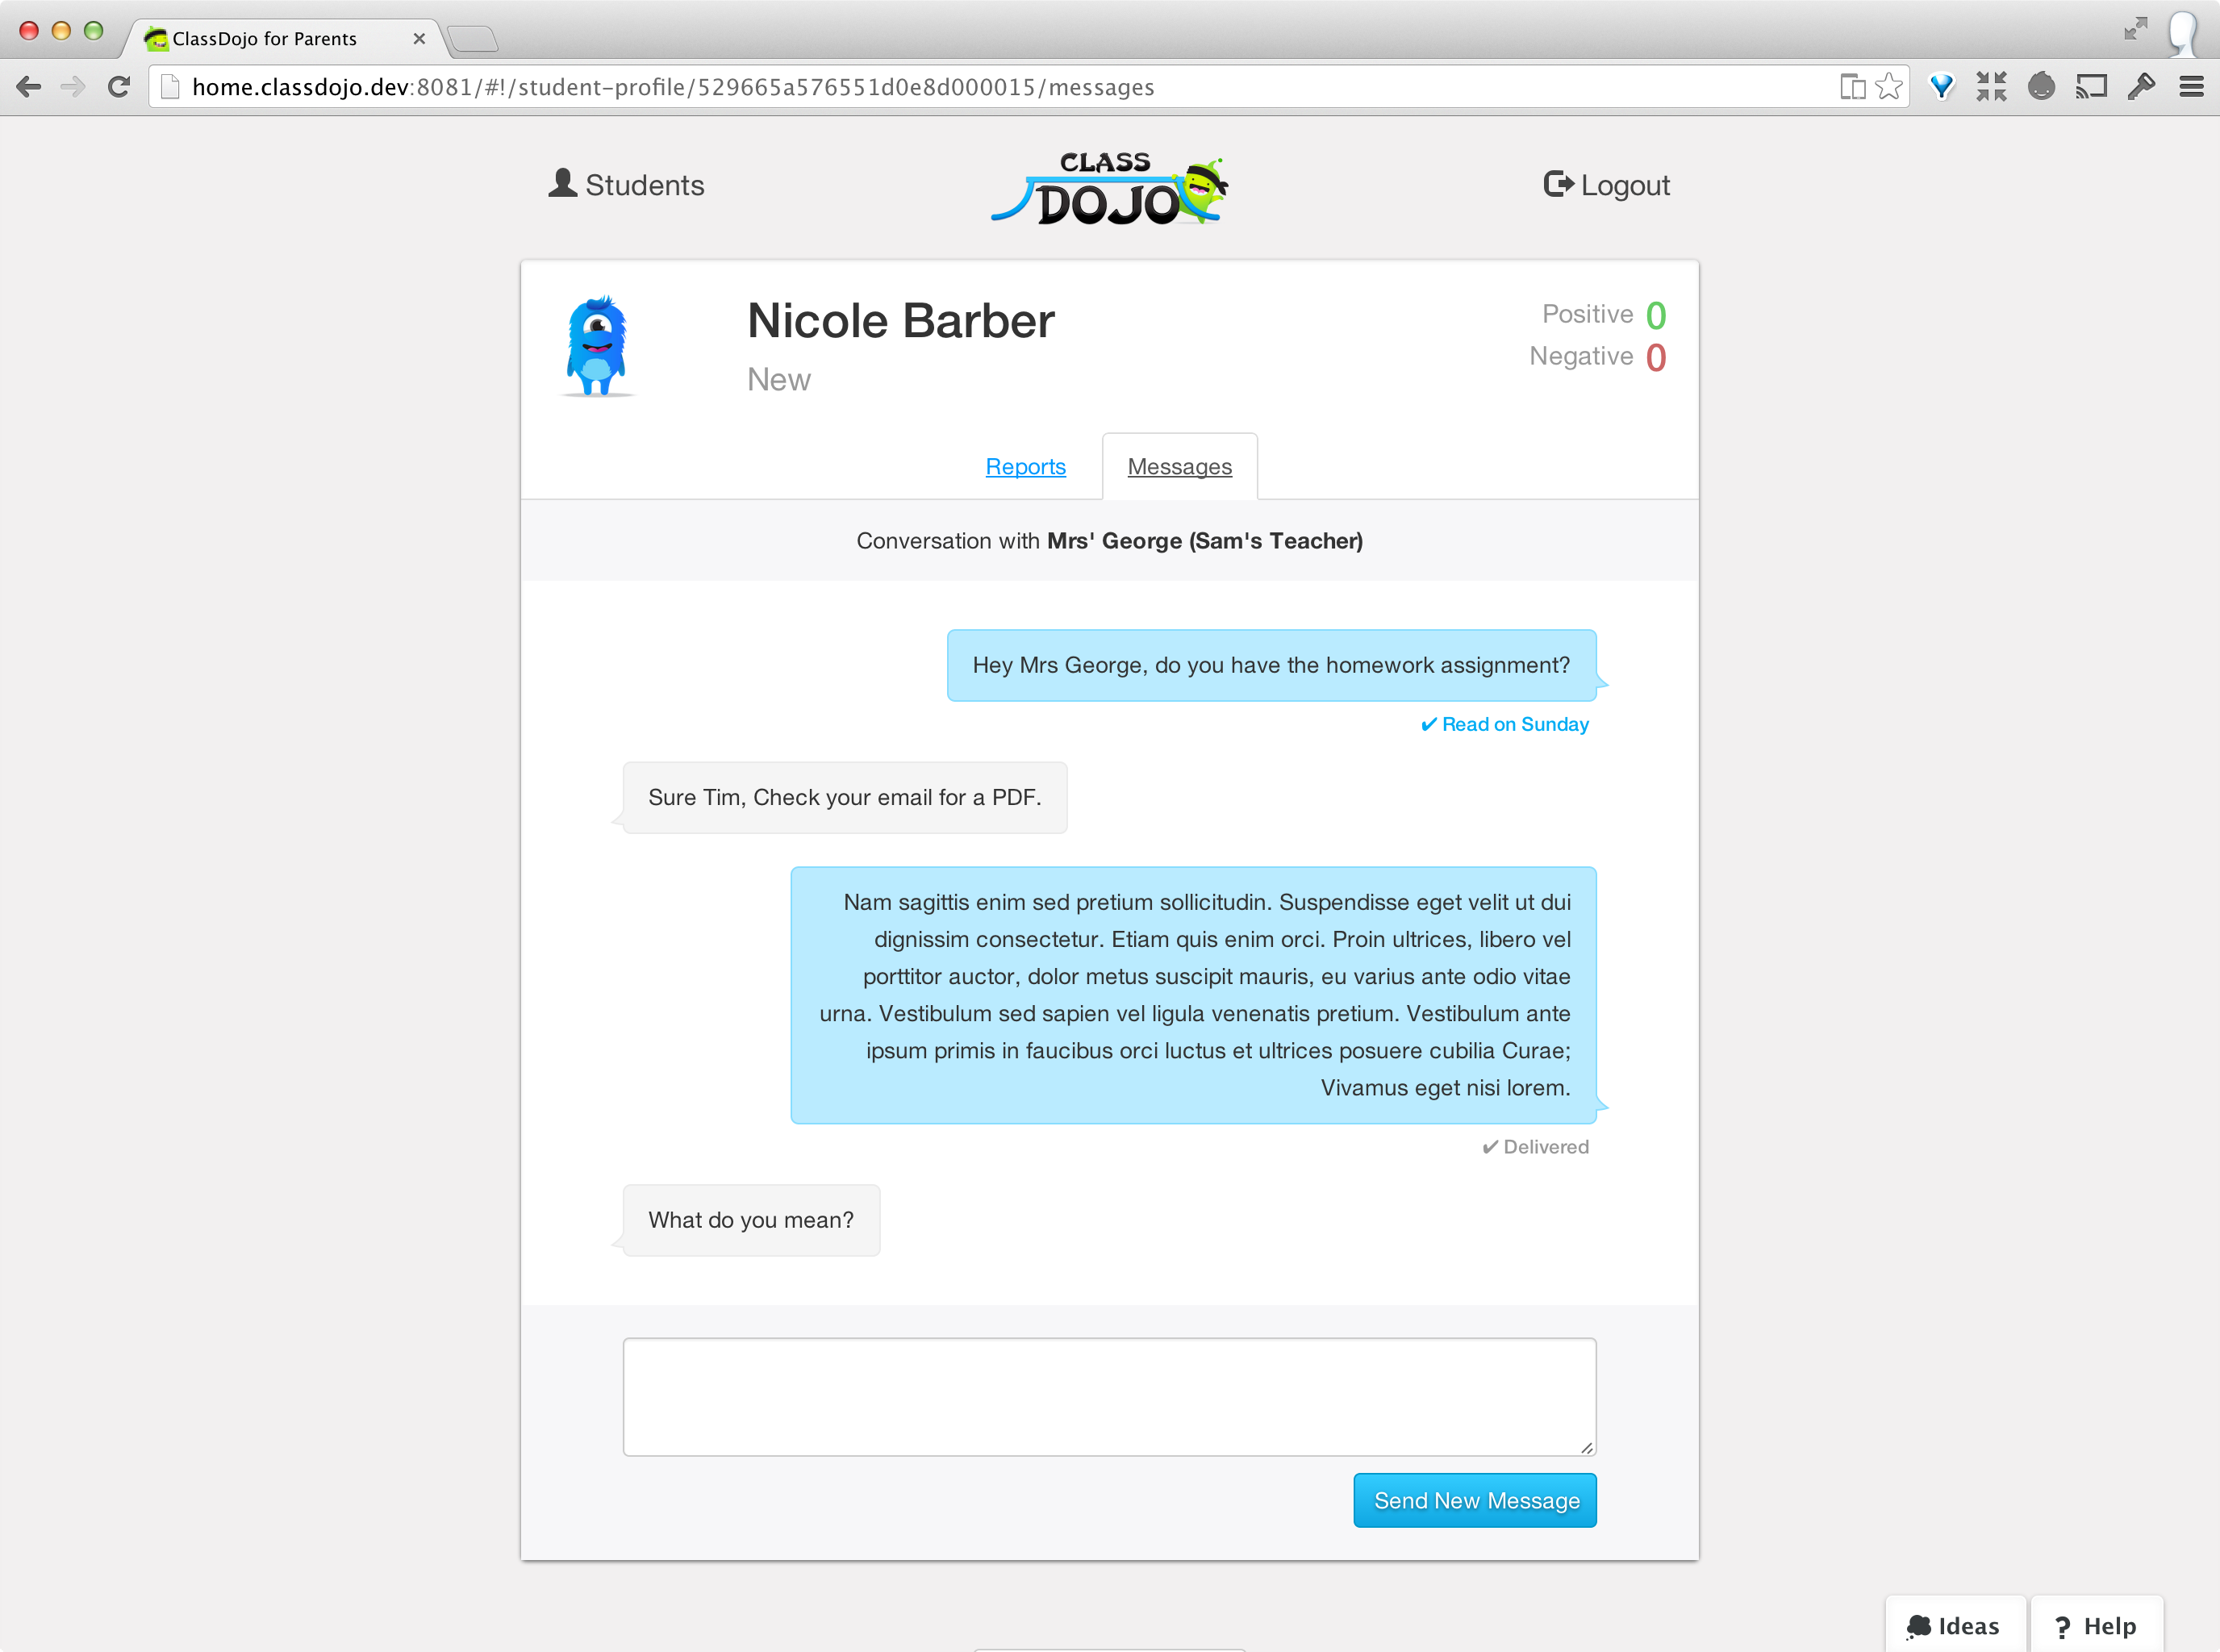 ClassDojo for Parents
home.classdojo.dev:8081/#!/student-profile/529665a576551d0e8d000015/messages
Students
CLASS
DOJO
Logout
Nicole Barber
New
Positive 0
Negative 0
Reports
Messages
Conversation with Mrs' George (Sam's Teacher)
Hey Mrs George, do you have the homework assignment?
✔ Read on Sunday
Sure Tim, Check your email for a PDF.
Nam sagittis enim sed pretium sollicitudin. Suspendisse eget velit ut dui
dignissim consectetur. Etiam quis enim orci. Proin ultrices, libero vel
porttitor auctor, dolor metus suscipit mauris, eu varius ante odio vitae
urna. Vestibulum sed sapien vel ligula venenatis pretium. Vestibulum ante
ipsum primis in faucibus orci luctus et ultrices posuere cubilia Curae;
Vivamus eget nisi lorem.
✔ Delivered
What do you mean?
Send New Message
Ideas
? Help